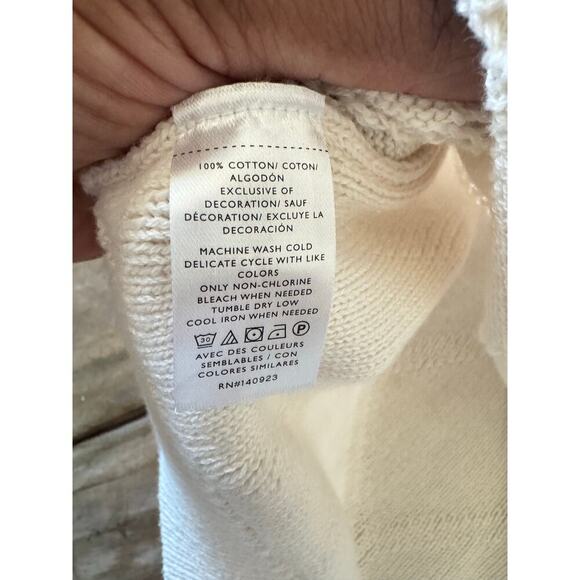 100% COTTON/ COTON/
ALGODÓN
EXCLUSIVE OF
DECORATION/ SAUF
DÉCORATION/ EXCLUYE LA
DECORACIÓN
MACHINE WASH COLD
DELICATE CYCLE WITH LIKE
COLORS
ONLY NON-CHLORINE
BLEACH WHEN NEEDED
TUMBLE DRY LOW
COOL IRON WHEN NEEDED
30 P
AVEC DES COULEURS
SEMBLABLES / CON
COLORES SIMILARES
RN#140923